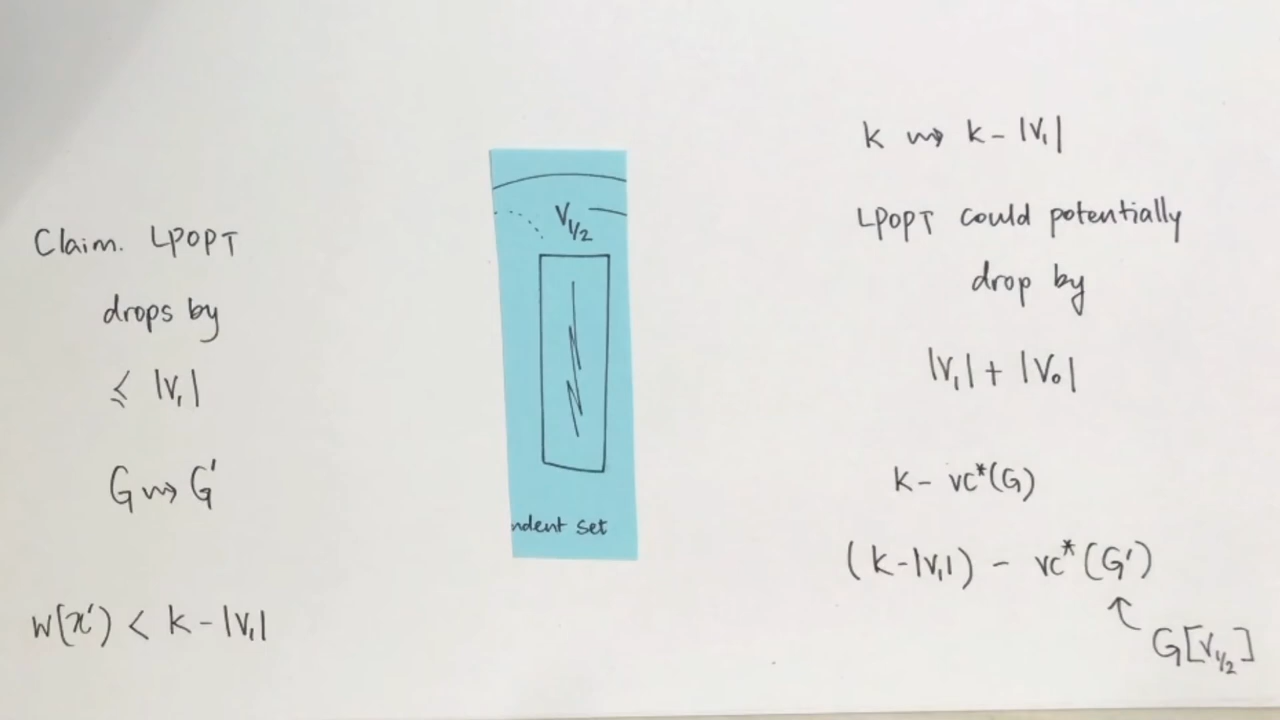 Claim. LPOPT
drops by
≤ |V₁|
G ⇝ G'
w(x') < k - |V₁|
V₁/₂
ndent set
k ⇝ k - |V₁|
LPOPT could potentially
drop by
|V₁| + |V₀|
k - vc*(G)
(k-|V₁|) - vc*(G')
G[V₁/₂]